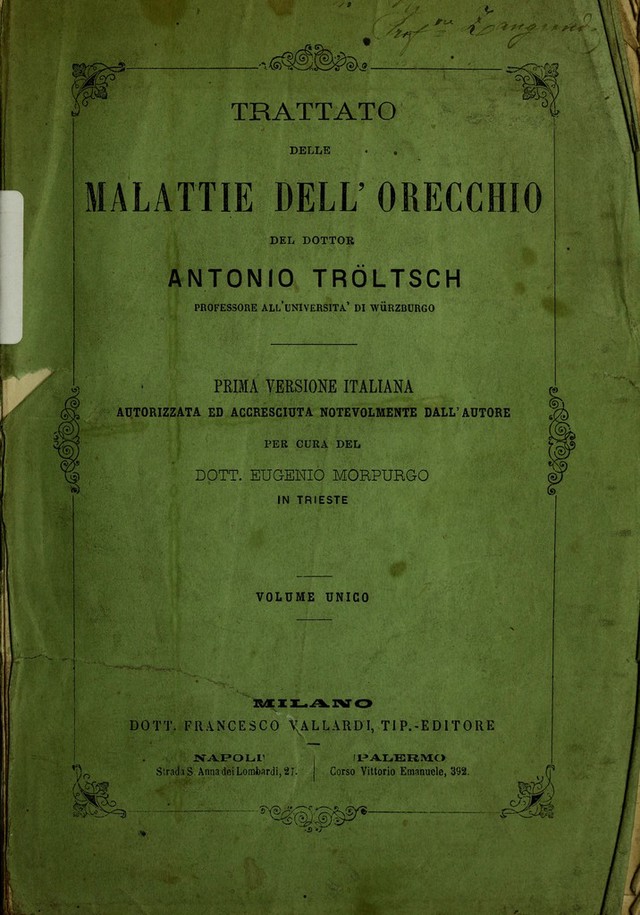 Prof.
TRATTATO
DELLE
MALATTIE DELL' ORECCHIO
DEL DOTTOR
ANTONIO TRÖLTSCH
PROFESSORE ALL'UNIVERSITA' DI WÜRZBURGO
PRIMA VERSIONE ITALIANA
AUTORIZZATA ED ACCRESCIUTA NOTEVOLMENTE DALL'AUTORE
PER CURA DEL
DOTT. EUGENIO MORPURGO
IN TRIESTE
VOLUME UNICO
MILANO
DOTT. FRANCESCO VALLARDI, TIP.-EDITORE
NAPOLI PALERMO
Strada S Anna dei Lombardi, 27. Corso Vittorio Emanuele, 392.